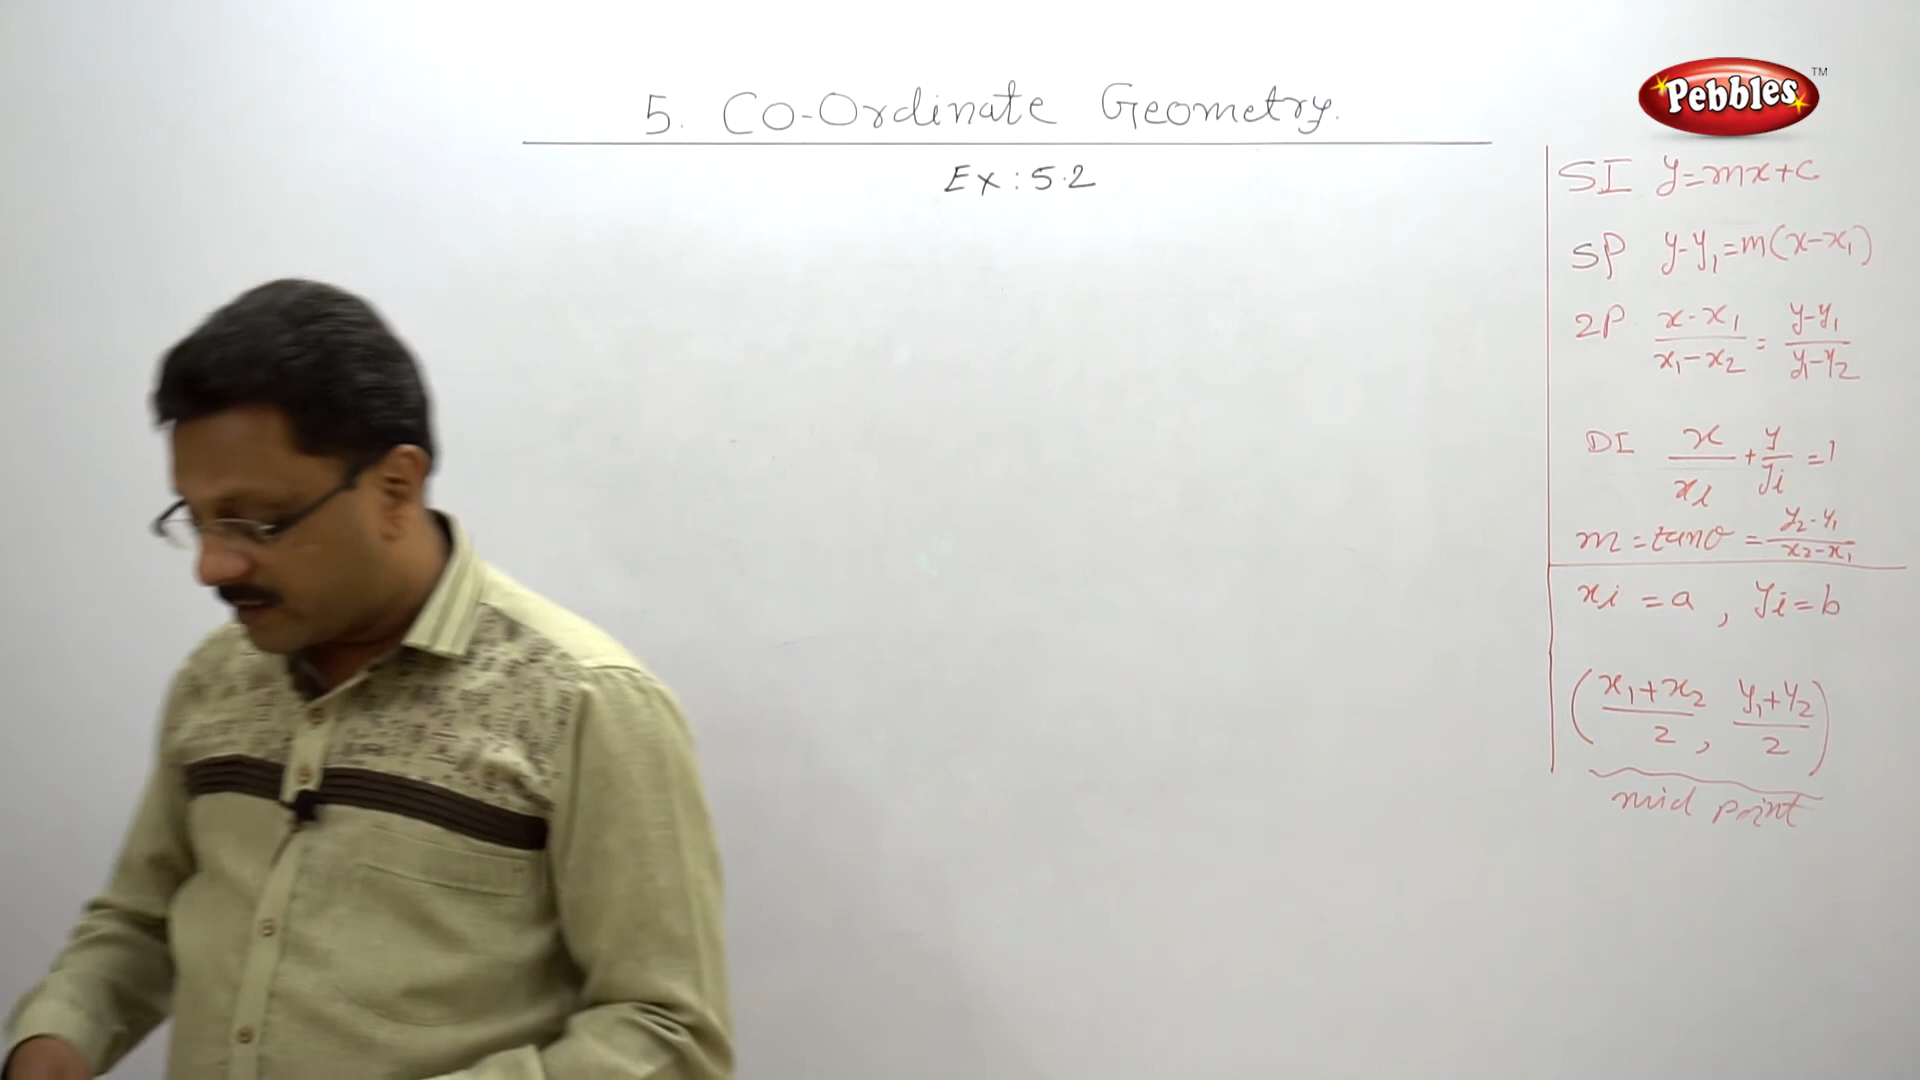 5. Co-Ordinate Geometry.
Ex : 5.2
Pebbles TM
SI y=mx+c
SP y-y₁=m(x-x₁)
2P (x-x₁)/(x₁-x₂) = (y-y₁)/(y₁-y₂)
DI x/xi + y/yi =1
m=tanθ = (y₂-y₁)/(x₂-x₁)
xi =a , yi=b
((x₁+x₂)/2, (y₁+y₂)/2)
mid point